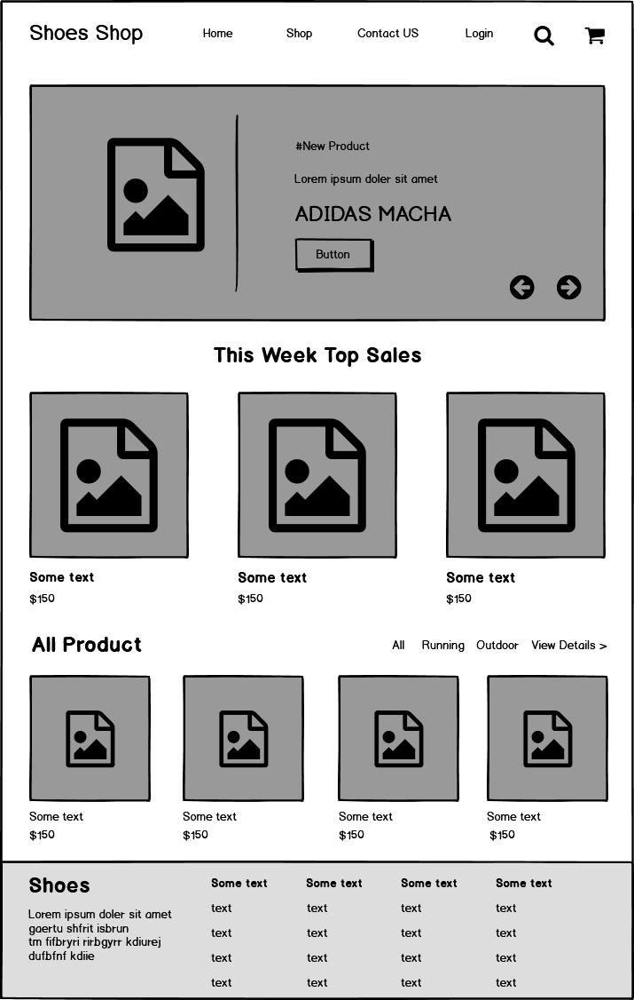 Shoes Shop Home Shop Contact US Login
#New Product
Lorem ipsum doler sit amet
ADIDAS MACHA
Button
This Week Top Sales
Some text Some text Some text
$150 $150 $150
All Product All Running Outdoor View Details >
Some text Some text Some text Some text
$150 $150 $150 $150
Shoes
Lorem ipsum doler sit amet
gaertu shfrit isbrun
tm fifbryri rirbgyrr kdiurej
dufbfnf kdiie
Some text Some text Some text Some text
text text text text
text text text text
text text text text
text text text text